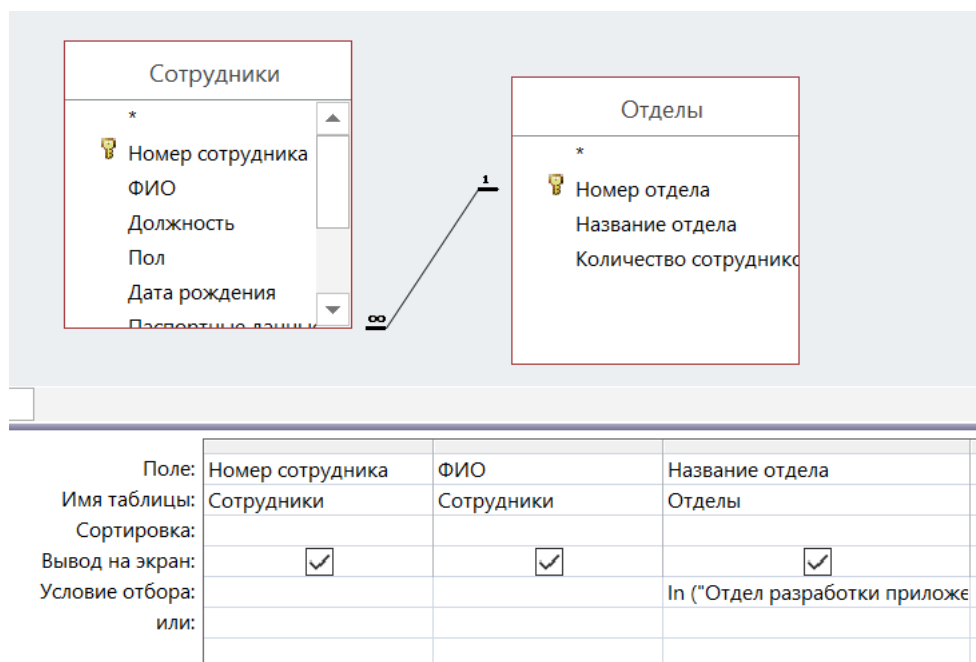 Сотрудники
*
Номер сотрудника
ФИО
Должность
Пол
Дата рождения
Паспортные данные
∞
1
Отделы
*
Номер отдела
Название отдела
Количество сотруднико
Поле: Номер сотрудника ФИО Название отдела
Имя таблицы: Сотрудники Сотрудники Отделы
Сортировка:
Вывод на экран:
Условие отбора: In ("Отдел разработки приложе
или: